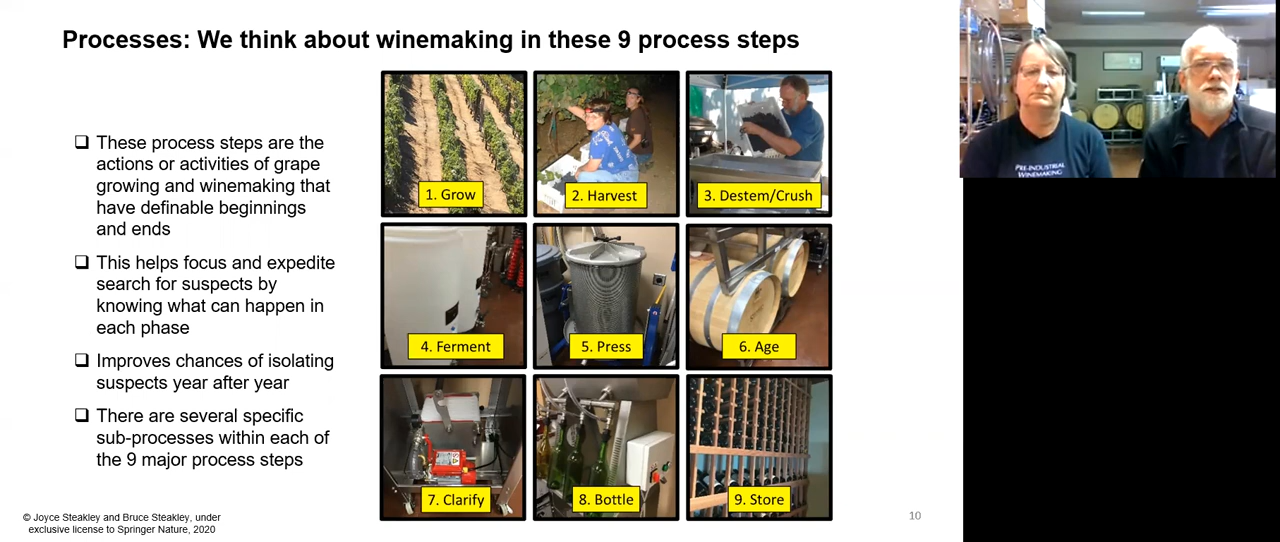 Processes: We think about winemaking in these 9 process steps
❑ These process steps are the
actions or activities of grape
growing and winemaking that
have definable beginnings
and ends
❑ This helps focus and expedite
search for suspects by
knowing what can happen in
each phase
❑ Improves chances of isolating
suspects year after year
❑ There are several specific
sub-processes within each of
the 9 major process steps
1. Grow
2. Harvest
3. Destem/Crush
4. Ferment
5. Press
6. Age
7. Clarify
8. Bottle
9. Store
© Joyce Steakley and Bruce Steakley, under
exclusive license to Springer Nature, 2020
10
PRE-INDUSTRIAL
WINEMAKING